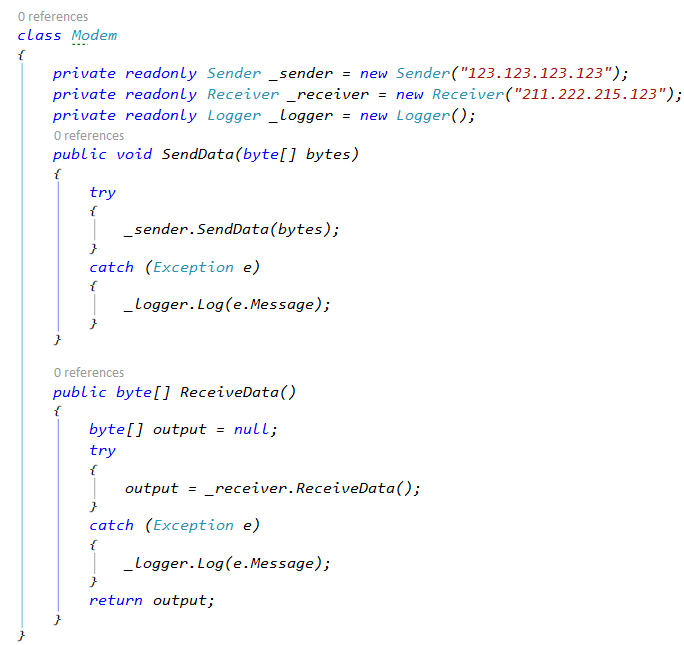 0 references
class Modem
{
    private readonly Sender _sender = new Sender("123.123.123.123");
    private readonly Receiver _receiver = new Receiver("211.222.215.123");
    private readonly Logger _logger = new Logger();
    0 references
    public void SendData(byte[] bytes)
    {
        try
        {
            _sender.SendData(bytes);
        }
        catch (Exception e)
        {
            _logger.Log(e.Message);
        }
    }

    0 references
    public byte[] ReceiveData()
    {
        byte[] output = null;
        try
        {
            output = _receiver.ReceiveData();
        }
        catch (Exception e)
        {
            _logger.Log(e.Message);
        }
        return output;
    }
}